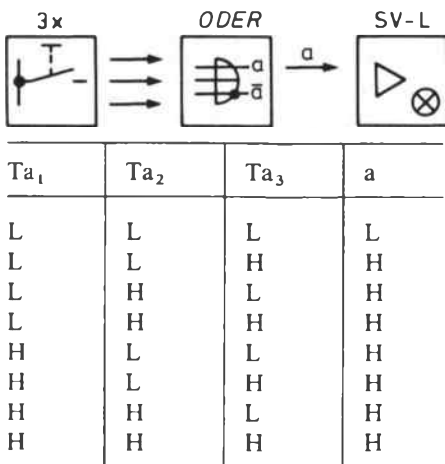 3x ODER SV-L
a a
ā
Ta₁ Ta₂ Ta₃ a
L L L L
L L H H
L H L H
L H H H
H L L H
H L H H
H H L H
H H H H